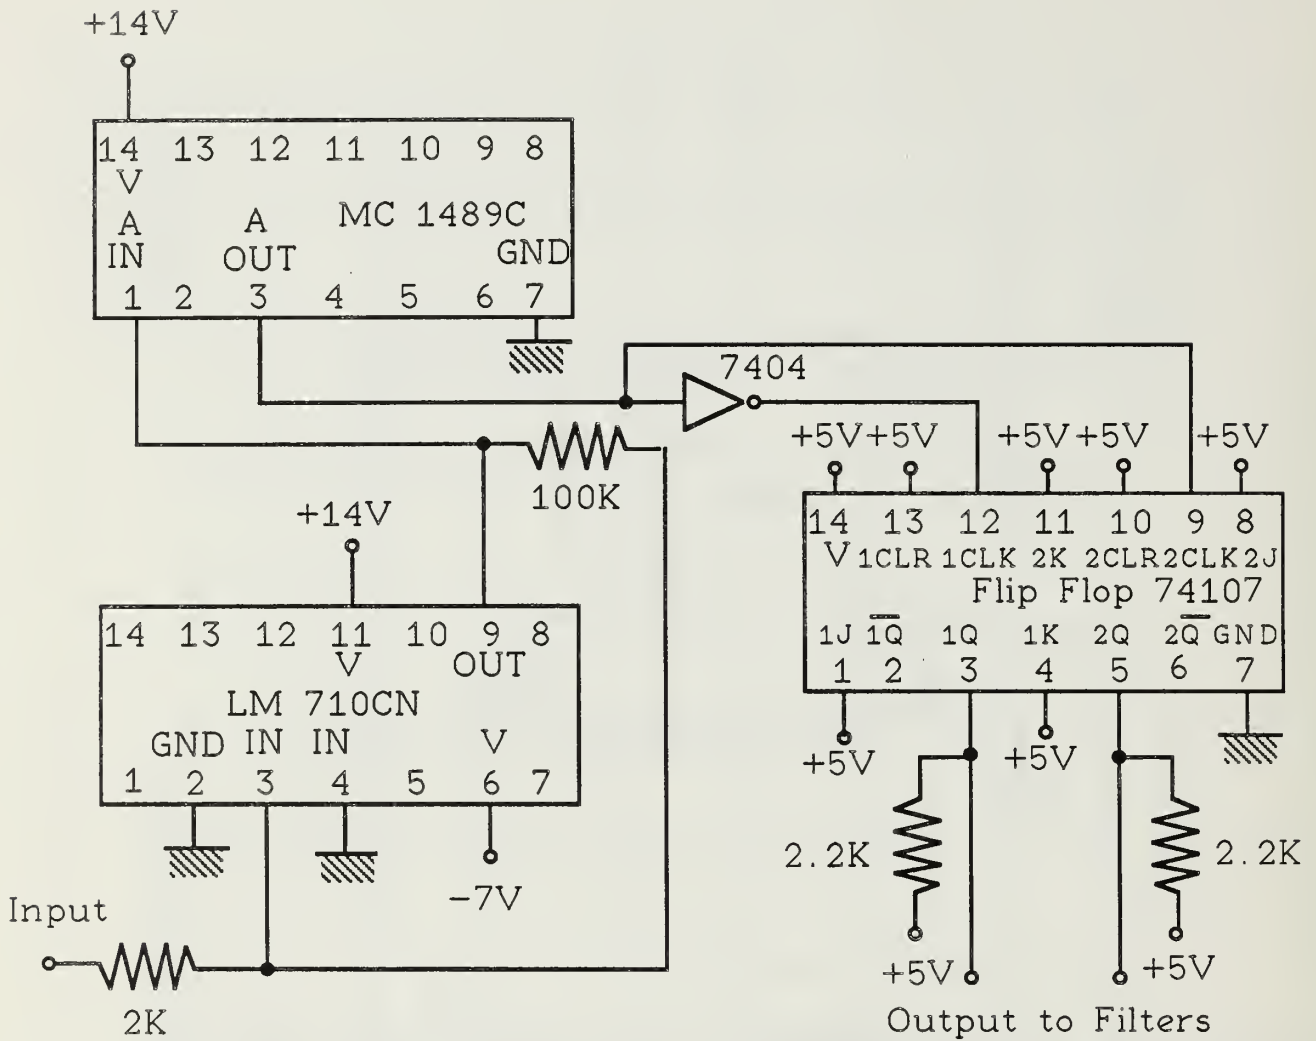 +14V
14 13 12 11 10 9 8
V
A A MC 1489C
IN OUT GND
1 2 3 4 5 6 7
7404
100K
+14V
14 13 12 11 10 9 8
V OUT
LM 710CN
GND IN IN V
1 2 3 4 5 6 7
-7V
Input
2K
+5V +5V +5V +5V +5V
14 13 12 11 10 9 8
V 1CLR 1CLK 2K 2CLR 2CLK 2J
Flip Flop 74107
1J 1Q̅ 1Q 1K 2Q 2Q̅ GND
1 2 3 4 5 6 7
+5V +5V
2.2K 2.2K
+5V +5V
Output to Filters